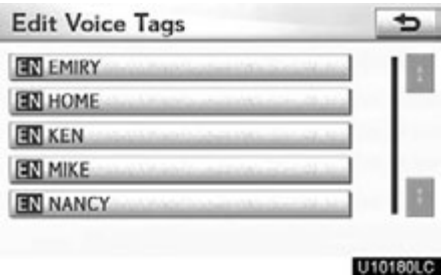 Edit Voice Tags
EN EMIRY
EN HOME
EN KEN
EN MIKE
EN NANCY
U10180LC